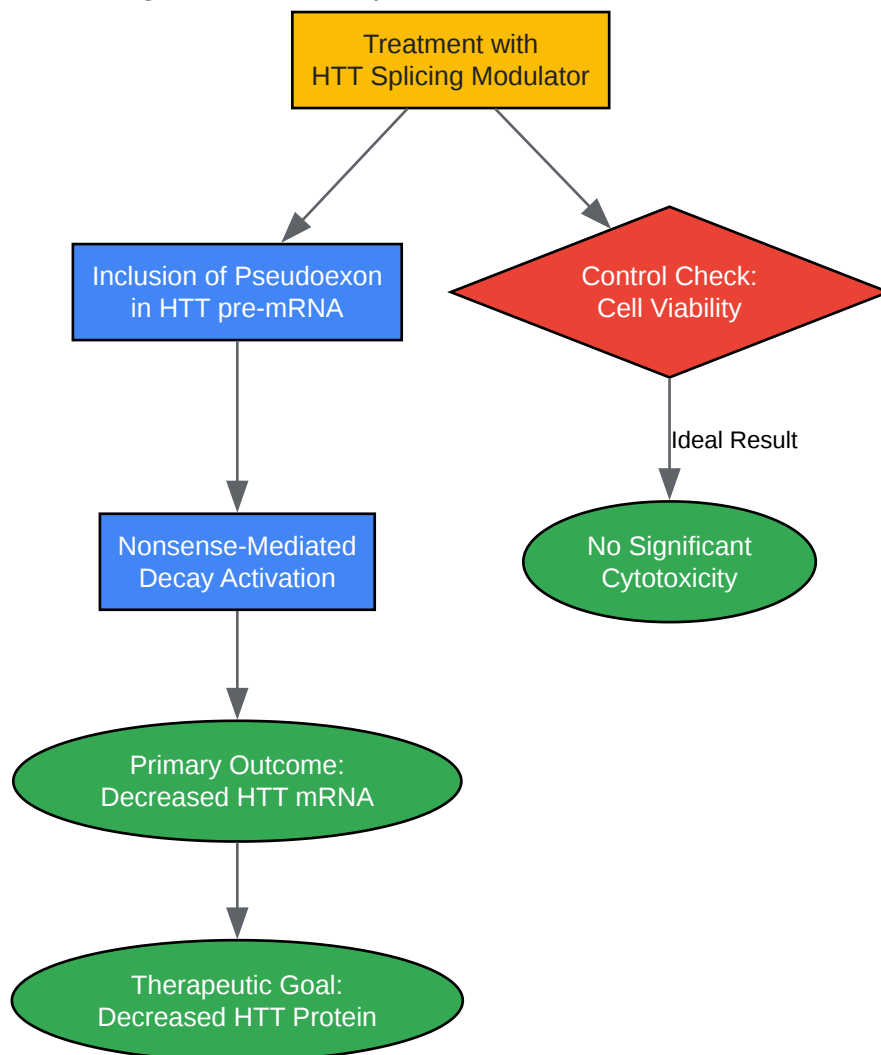 Treatment with
HTT Splicing Modulator
Inclusion of Pseudoexon
in HTT pre-mRNA
Control Check:
Cell Viability
Ideal Result
Nonsense-Mediated
Decay Activation
No Significant
Cytotoxicity
Primary Outcome:
Decreased HTT mRNA
Therapeutic Goal:
Decreased HTT Protein